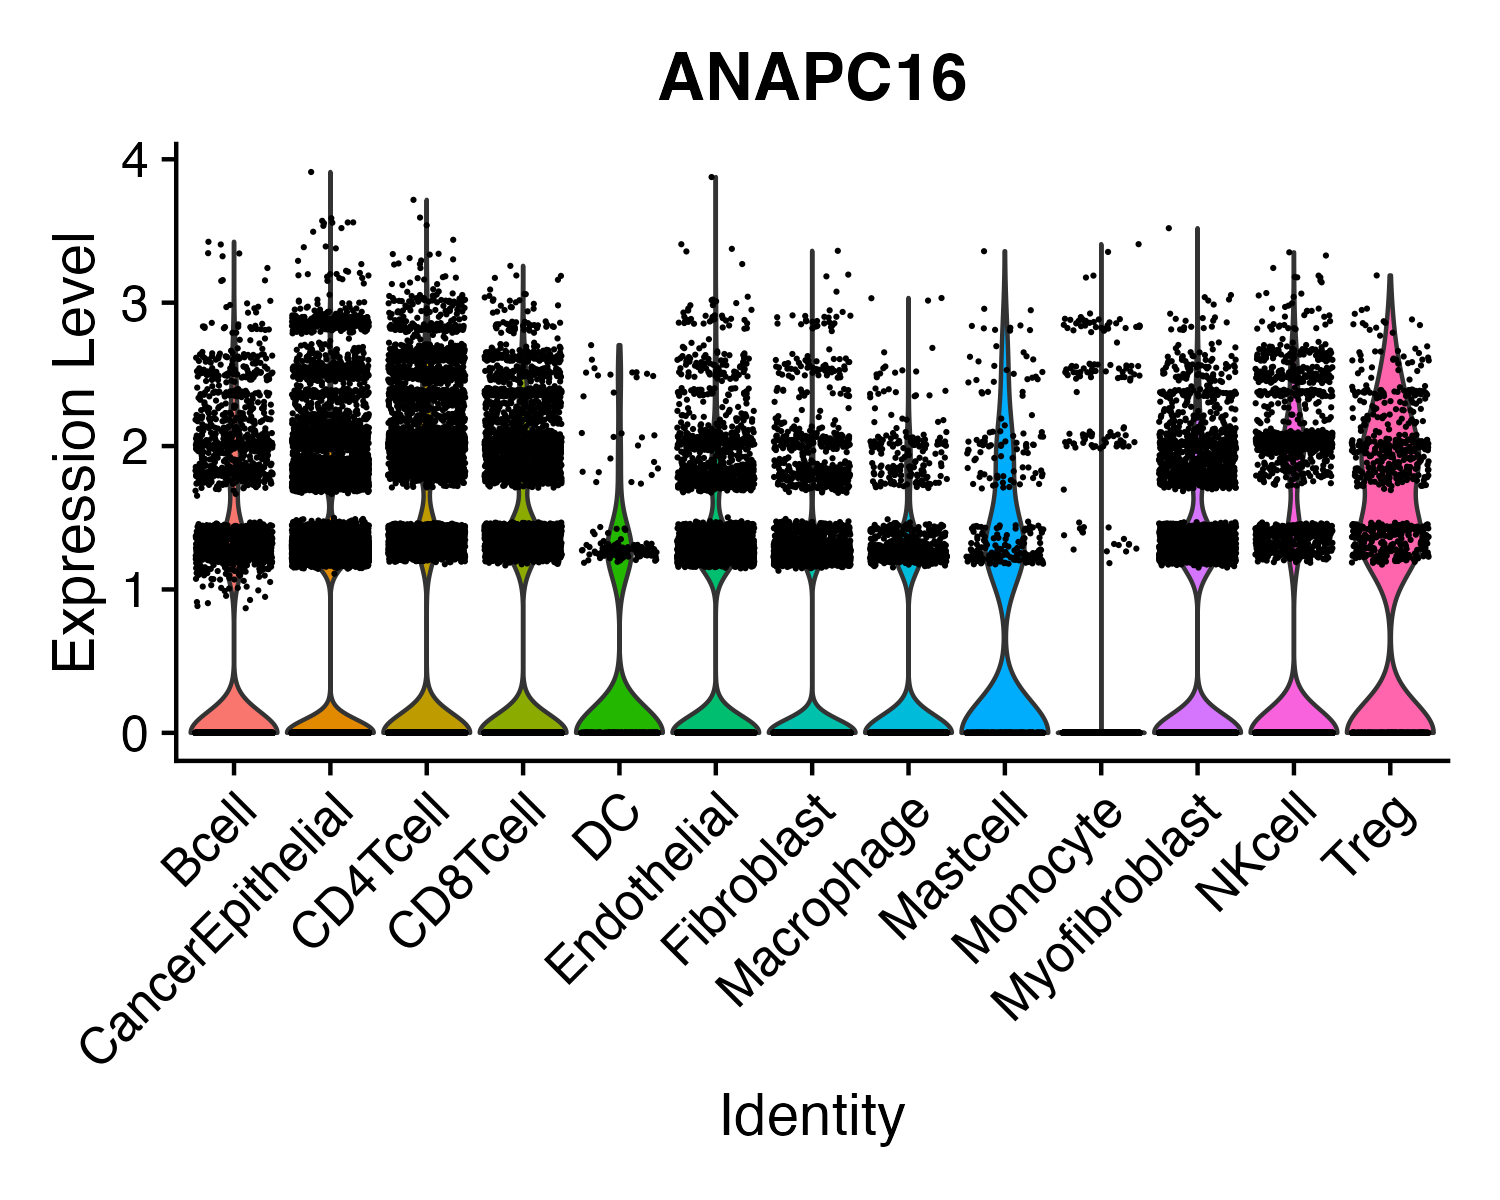 ANAPC16
Expression Level
4
3
2
1
0
Bcell
CancerEpithelial
CD4Tcell
CD8Tcell
DC
Endothelial
Fibroblast
Macrophage
Mastcell
Monocyte
Myofibroblast
NKcell
Treg
Identity